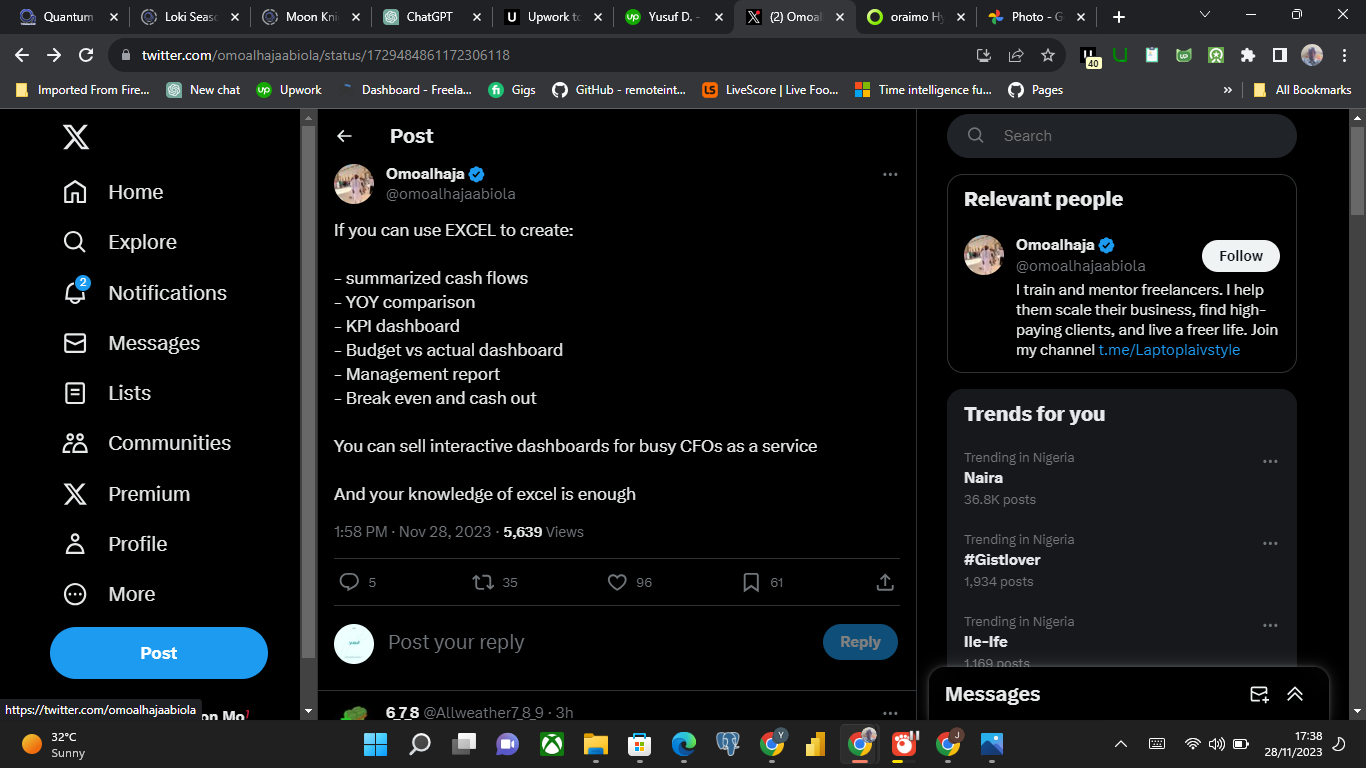 Quantum
Loki Seas
Moon Kni
ChatGPT
Upwork to
Yusuf D. -
(2) Omoal
oraimo Hy
Photo - G
twitter.com/omoalhajaabiola/status/1729484861172306118
40
Imported From Fire...
New chat
Upwork
Dashboard - Freela...
Gigs
GitHub - remoteint...
LiveScore | Live Foo...
Time intelligence fu...
Pages
»
All Bookmarks
Home
Explore
2
Notifications
Messages
Lists
Communities
Premium
Profile
More
Post
Post
Omoalhaja
@omoalhajaabiola
If you can use EXCEL to create:
- summarized cash flows
- YOY comparison
- KPI dashboard
- Budget vs actual dashboard
- Management report
- Break even and cash out
You can sell interactive dashboards for busy CFOs as a service
And your knowledge of excel is enough
1:58 PM · Nov 28, 2023 · 5,639 Views
5
35
96
61
Post your reply
Reply
6_7_8 @Allweather7_8_9 · 3h
Search
Relevant people
Omoalhaja
@omoalhajaabiola
Follow
I train and mentor freelancers. I help
them scale their business, find high-
paying clients, and live a freer life. Join
my channel t.me/Laptoplaivstyle
Trends for you
Trending in Nigeria
Naira
36.8K posts
Trending in Nigeria
#Gistlover
1,934 posts
Trending in Nigeria
Ile-Ife
1,169 posts
Messages
https://twitter.com/omoalhajaabiola
32°C
Sunny
17:38
28/11/2023